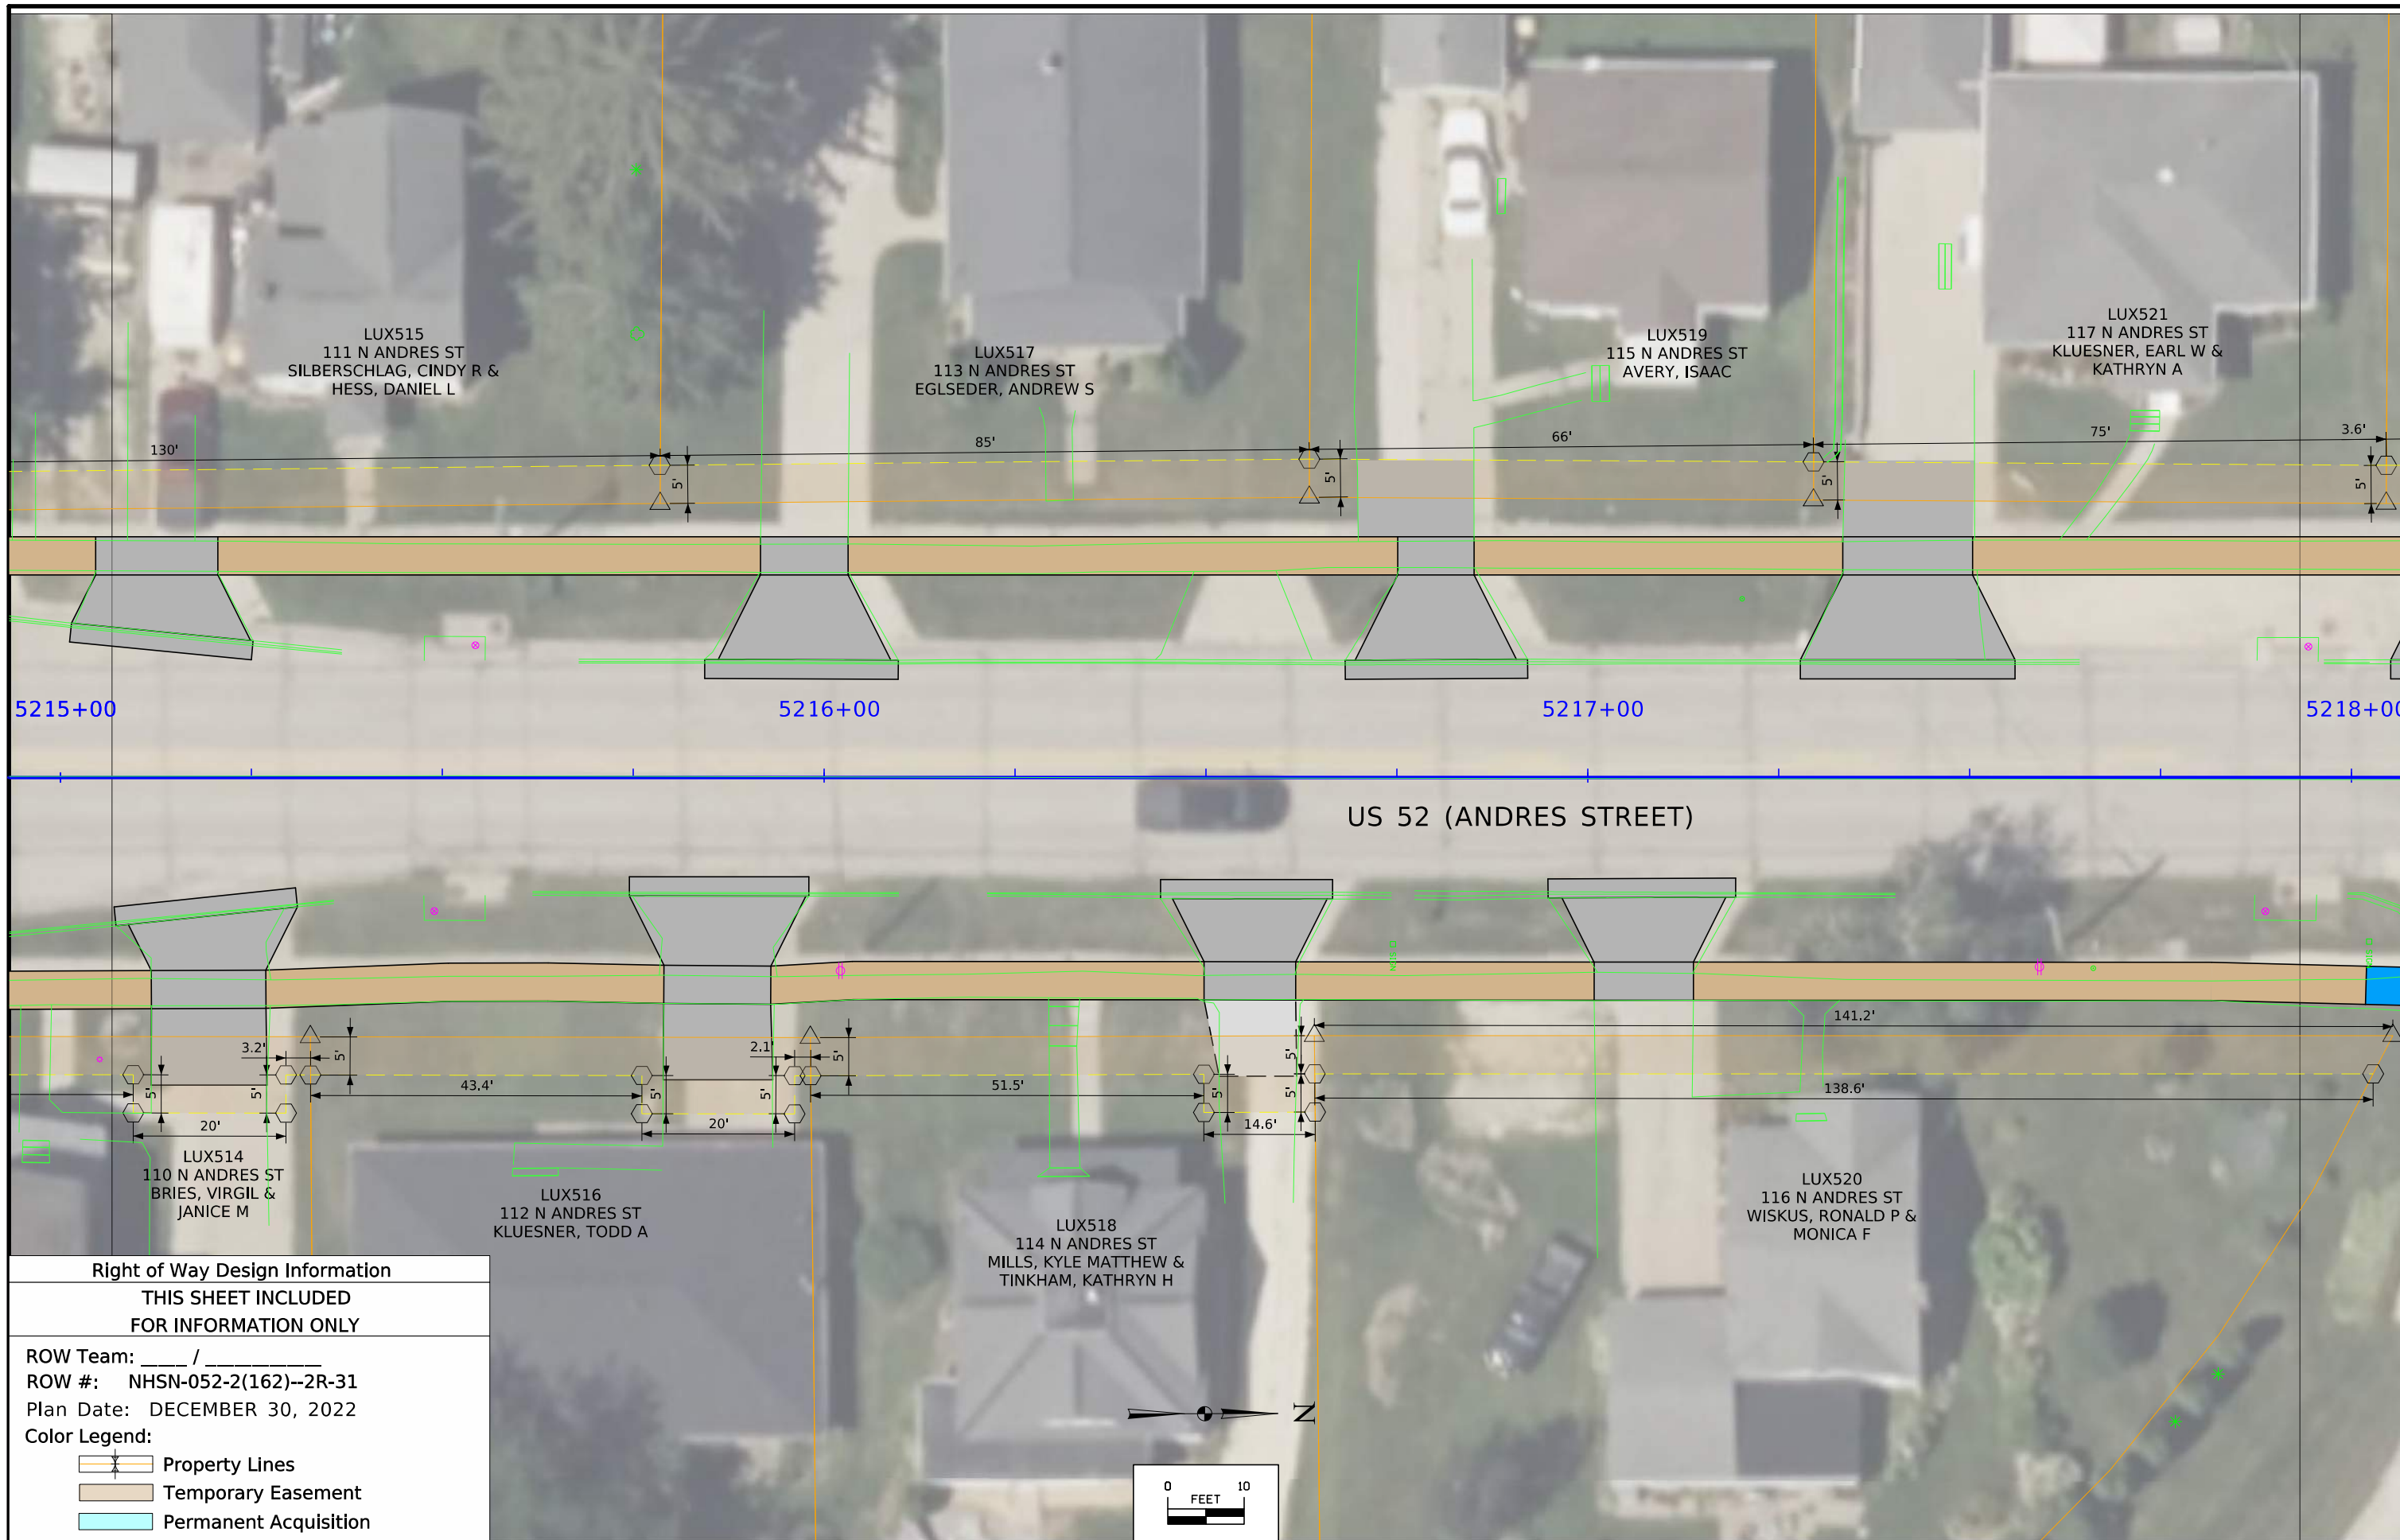 LUX515
111 N ANDRES ST
SILBERSCHLAG, CINDY R &
HESS, DANIEL L
LUX517
113 N ANDRES ST
EGLSEDER, ANDREW S
LUX519
115 N ANDRES ST
AVERY, ISAAC
LUX521
117 N ANDRES ST
KLUESNER, EARL W &
KATHRYN A
130'
85'
66'
75'
3.6'
5'
5'
5'
5'
5215+00
5216+00
5217+00
5218+00
US 52 (ANDRES STREET)
141.2'
3.2'
5'
2.1'
5'
5'
43.4'
51.5'
138.6'
5'
5'
5'
5'
5'
5'
20'
20'
14.6'
LUX514
110 N ANDRES ST
BRIES, VIRGIL &
JANICE M
LUX516
112 N ANDRES ST
KLUESNER, TODD A
LUX518
114 N ANDRES ST
MILLS, KYLE MATTHEW &
TINKHAM, KATHRYN H
LUX520
116 N ANDRES ST
WISKUS, RONALD P &
MONICA F
Right of Way Design Information
THIS SHEET INCLUDED
FOR INFORMATION ONLY
ROW Team: ____ / __________
ROW #: NHSN-052-2(162)--2R-31
Plan Date: DECEMBER 30, 2022
Color Legend:
Property Lines
Temporary Easement
Permanent Acquisition
N
0 10
FEET